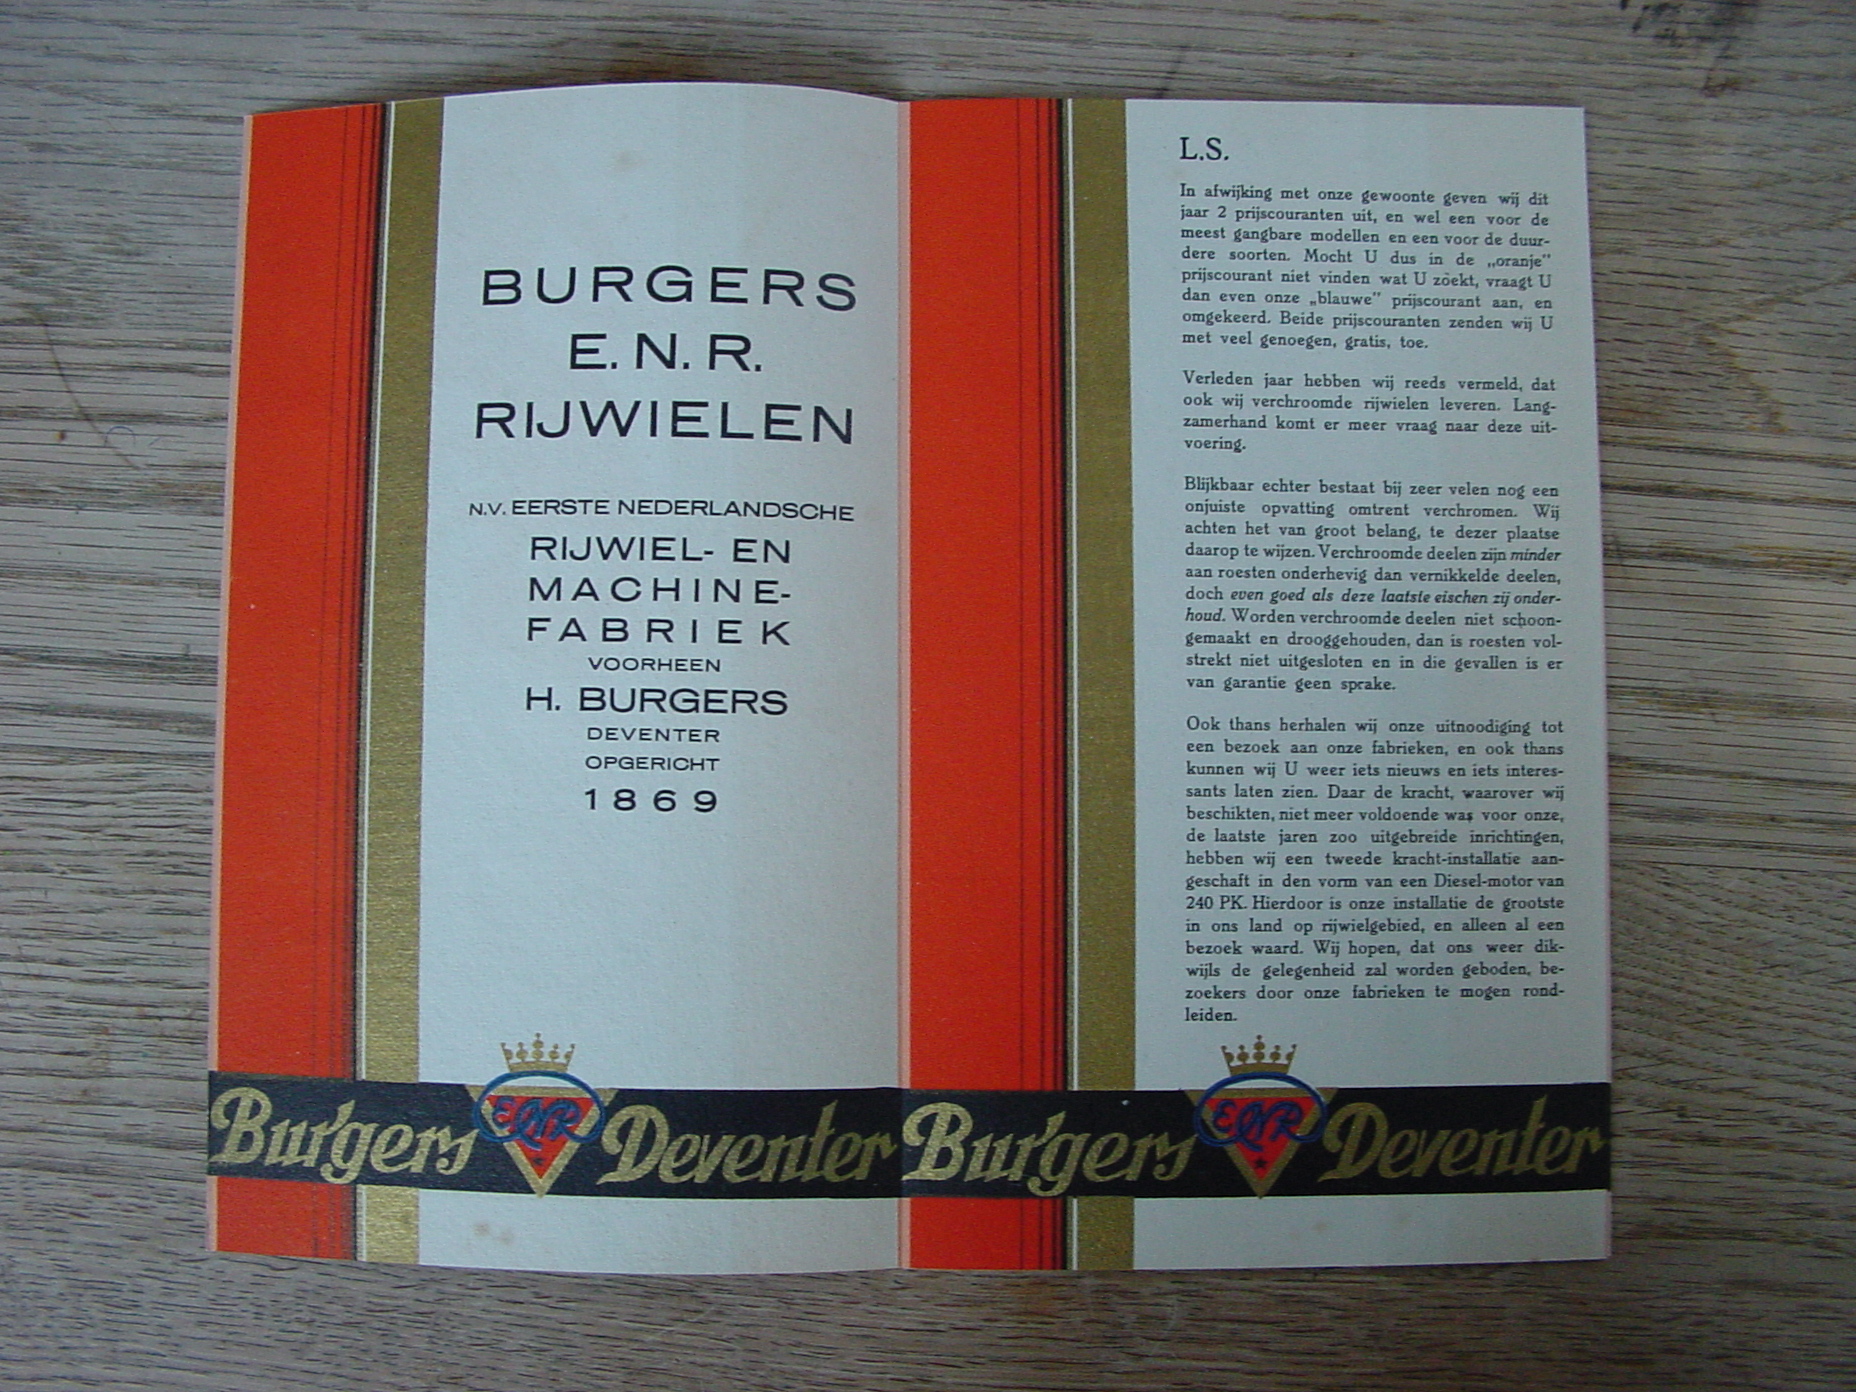 BURGERS
E. N. R.
RIJWIELEN
N.V. EERSTE NEDERLANDSCHE
RIJWIEL- EN
MACHINE-
FABRIEK
VOORHEEN
H. BURGERS
DEVENTER
OPGERICHT
1869
Burgers ENR Deventer
L.S.
In afwijking met onze gewoonte geven wij dit
jaar 2 prijscouranten uit, en wel een voor de
meest gangbare modellen en een voor de duur-
dere soorten. Mocht U dus in de „oranje”
prijscourant niet vinden wat U zoekt, vraagt U
dan even onze „blauwe” prijscourant aan, en
omgekeerd. Beide prijscouranten zenden wij U
met veel genoegen, gratis, toe.
Verleden jaar hebben wij reeds vermeld, dat
ook wij verchroomde rijwielen leveren. Lang-
zamerhand komt er meer vraag naar deze uit-
voering.
Blijkbaar echter bestaat bij zeer velen nog een
onjuiste opvatting omtrent verchromen. Wij
achten het van groot belang, te dezer plaatse
daarop te wijzen. Verchroomde deelen zijn minder
aan roesten onderhevig dan vernikkelde deelen,
doch even goed als deze laatste eischen zij onder-
houd. Worden verchroomde deelen niet schoon-
gemaakt en drooggehouden, dan is roesten vol-
strekt niet uitgesloten en in die gevallen is er
van garantie geen sprake.
Ook thans herhalen wij onze uitnoodiging tot
een bezoek aan onze fabrieken, en ook thans
kunnen wij U weer iets nieuws en iets interes-
sants laten zien. Daar de kracht, waarover wij
beschikten, niet meer voldoende was voor onze,
de laatste jaren zoo uitgebreide inrichtingen,
hebben wij een tweede kracht-installatie aan-
geschaft in den vorm van een Diesel-motor van
240 PK. Hierdoor is onze installatie de grootste
in ons land op rijwielgebied, en alleen al een
bezoek waard. Wij hopen, dat ons weer dik-
wijls de gelegenheid zal worden geboden, be-
zoekers door onze fabrieken te mogen rond-
leiden.
Burgers ENR Deventer